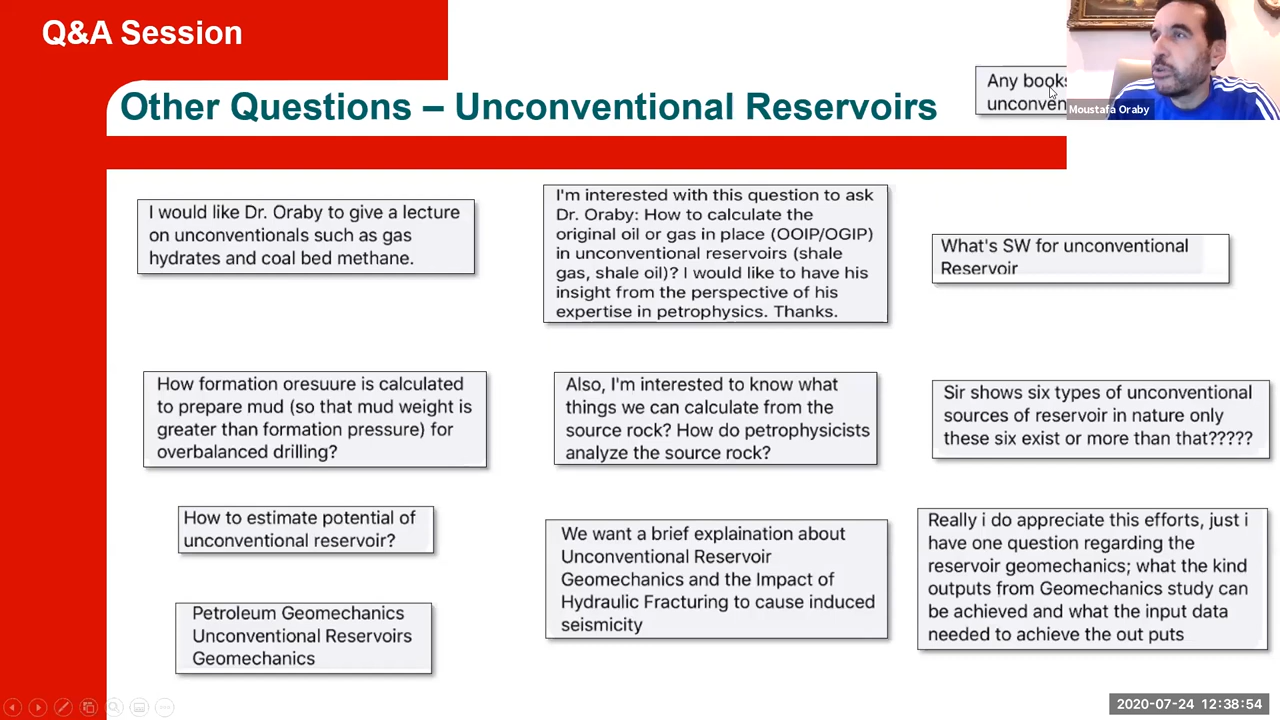 Q&A Session
Other Questions – Unconventional Reservoirs
Any books
Moustafa Oraby
I would like Dr. Oraby to give a lecture
on unconventionals such as gas
hydrates and coal bed methane.
I'm interested with this question to ask
Dr. Oraby: How to calculate the
original oil or gas in place (OOIP/OGIP)
in unconventional reservoirs (shale
gas, shale oil)? I would like to have his
insight from the perspective of his
expertise in petrophysics. Thanks.
What's SW for unconventional
Reservoir
How formation oresuure is calculated
to prepare mud (so that mud weight is
greater than formation pressure) for
overbalanced drilling?
Also, I'm interested to know what
things we can calculate from the
source rock? How do petrophysicists
analyze the source rock?
Sir shows six types of unconventional
sources of reservoir in nature only
these six exist or more than that?????
How to estimate potential of
unconventional reservoir?
We want a brief explaination about
Unconventional Reservoir
Geomechanics and the Impact of
Hydraulic Fracturing to cause induced
seismicity
Really i do appreciate this efforts, just i
have one question regarding the
reservoir geomechanics; what the kind
outputs from Geomechanics study can
be achieved and what the input data
needed to achieve the out puts
Petroleum Geomechanics
Unconventional Reservoirs
Geomechanics
2020-07-24 12:38:54